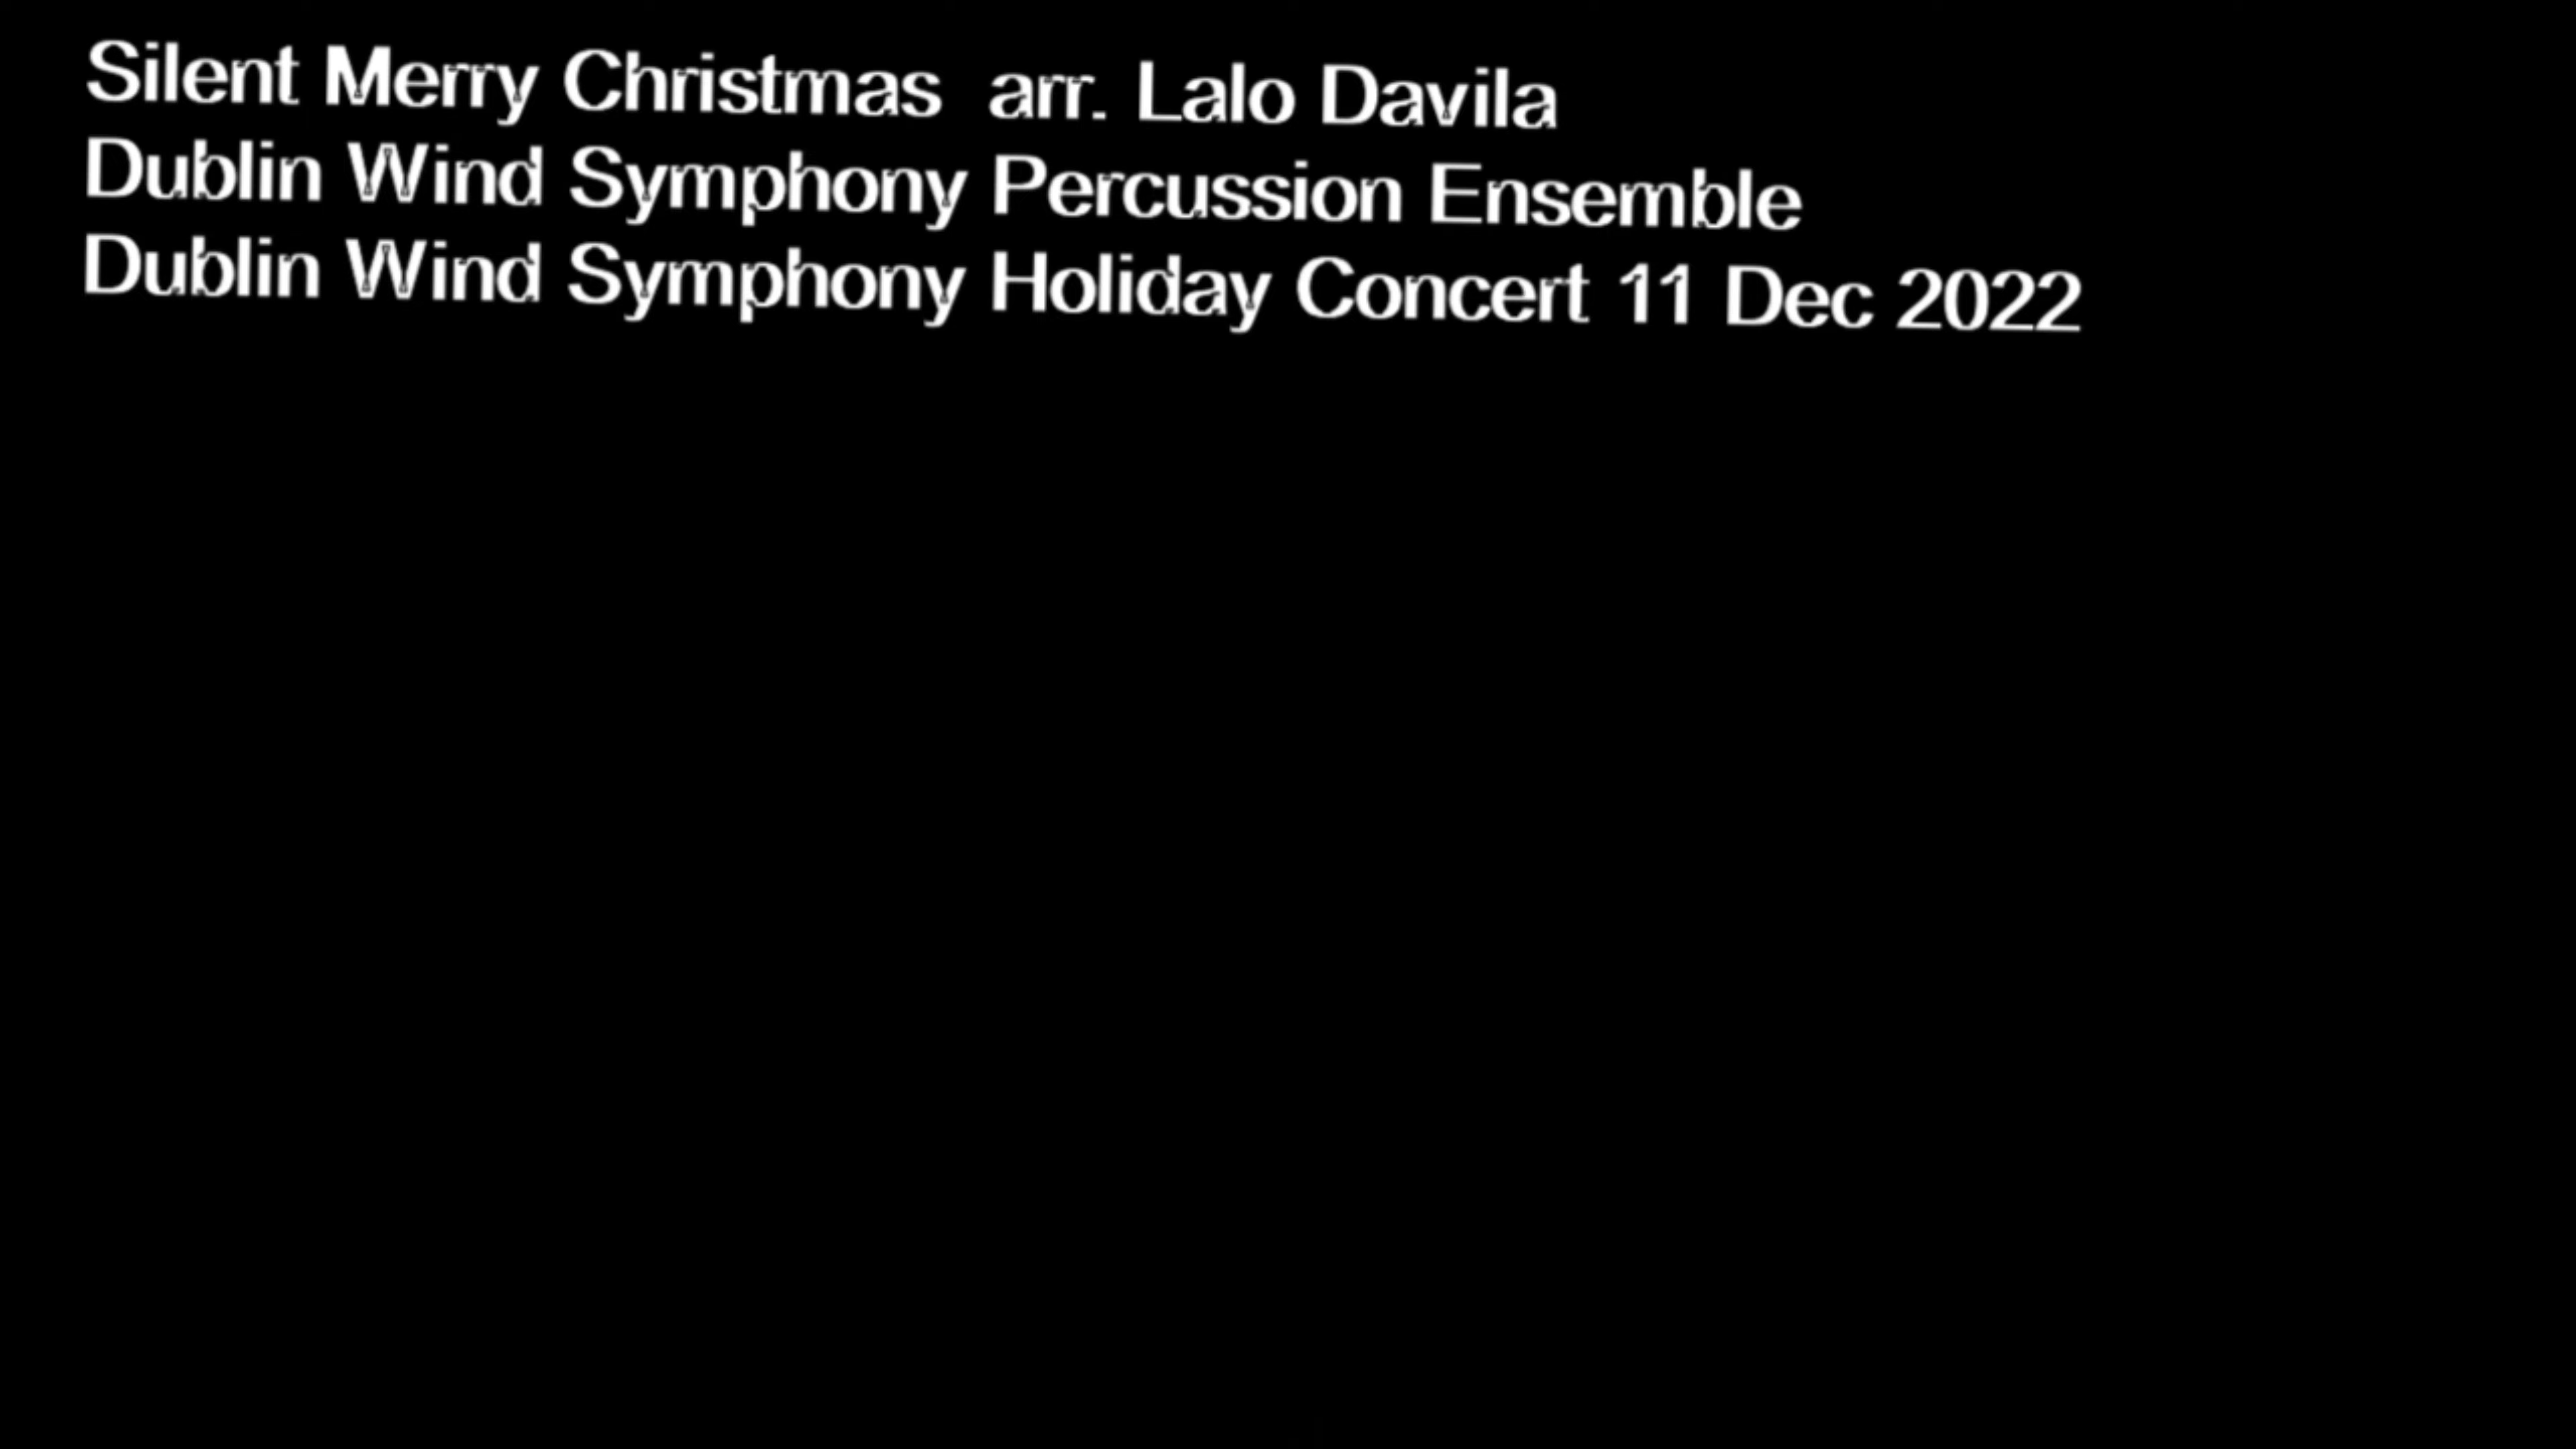 Silent Merry Christmas  arr. Lalo Davila
Dublin Wind Symphony Percussion Ensemble
Dublin Wind Symphony Holiday Concert 11 Dec 2022